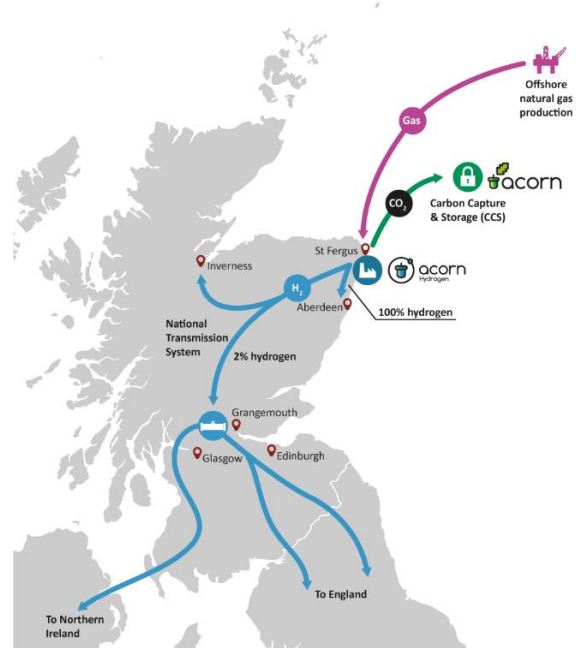 Offshore
natural gas
production
Gas
acorn
CO₂
Carbon Capture
& Storage (CCS)
St Fergus
Inverness
acorn
Hydrogen
H₂
Aberdeen
100% hydrogen
National
Transmission
System
2% hydrogen
Grangemouth
Glasgow
Edinburgh
To England
To Northern
Ireland